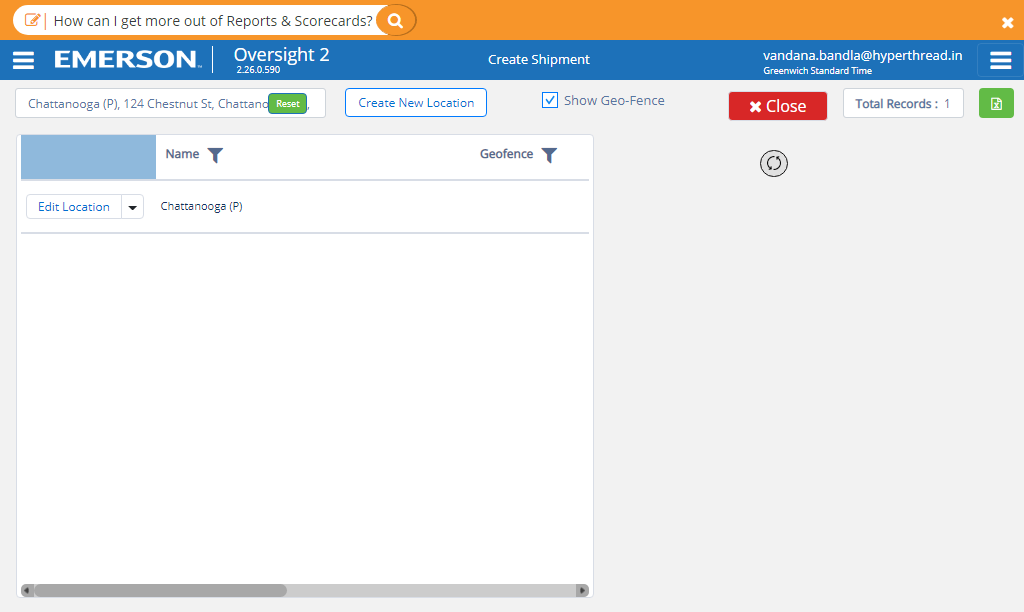 How can I get more out of Reports & Scorecards?
EMERSON
Oversight 2
2.26.0.590
Create Shipment
vandana.bandla@hyperthread.in
Greenwich Standard Time
Chattanooga (P), 124 Chestnut St, Chattanc
Reset
Create New Location
Show Geo-Fence
Close
Total Records : 1
Name
Geofence
Edit Location
Chattanooga (P)